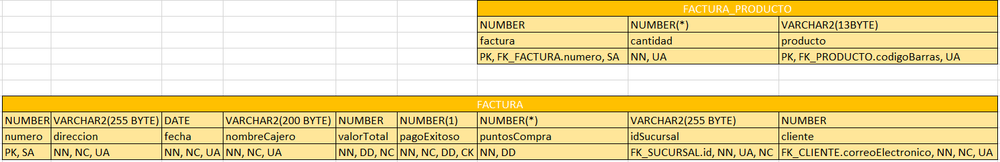 FACTURA_PRODUCTO
NUMBER NUMBER(*) VARCHAR2(13BYTE)
factura cantidad producto
PK, FK_FACTURA.numero, SA NN, UA PK, FK_PRODUCTO.codigoBarras, UA
FACTURA
NUMBER VARCHAR2(255 BYTE) DATE VARCHAR2(200 BYTE) NUMBER NUMBER(1) NUMBER(*) VARCHAR2(255 BYTE) NUMBER
numero direccion fecha nombreCajero valorTotal pagoExitoso puntosCompra idSucursal cliente
PK, SA NN, NC, UA NN, NC, UA NN, NC, UA NN, DD, NC NN, NC, DD, CK NN, DD FK_SUCURSAL.id, NN, UA, NC FK_CLIENTE.correoElectronico, NN, NC, UA